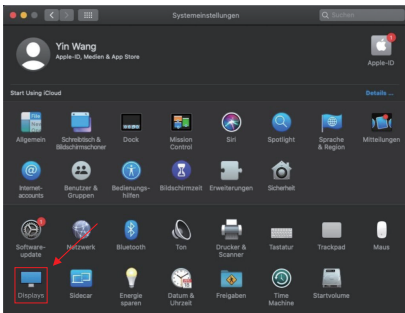 Systemeinstellungen
Suchen
Yin Wang
Apple-ID, Medien & App Store
Apple-ID
Start Using iCloud
Details ...
Allgemein
Schreibtisch &
Bildschirmschoner
Dock
Mission
Control
Siri
Spotlight
Sprache
& Region
Mitteilungen
Internet-
accounts
Benutzer &
Gruppen
Bedienungs-
hilfen
Bildschirmzeit
Erweiterungen
Sicherheit
Software-
update
Netzwerk
Bluetooth
Ton
Drucker &
Scanner
Tastatur
Trackpad
Maus
Displays
Sidecar
Energie
sparen
Datum &
Uhrzeit
Freigaben
Time
Machine
Startvolume